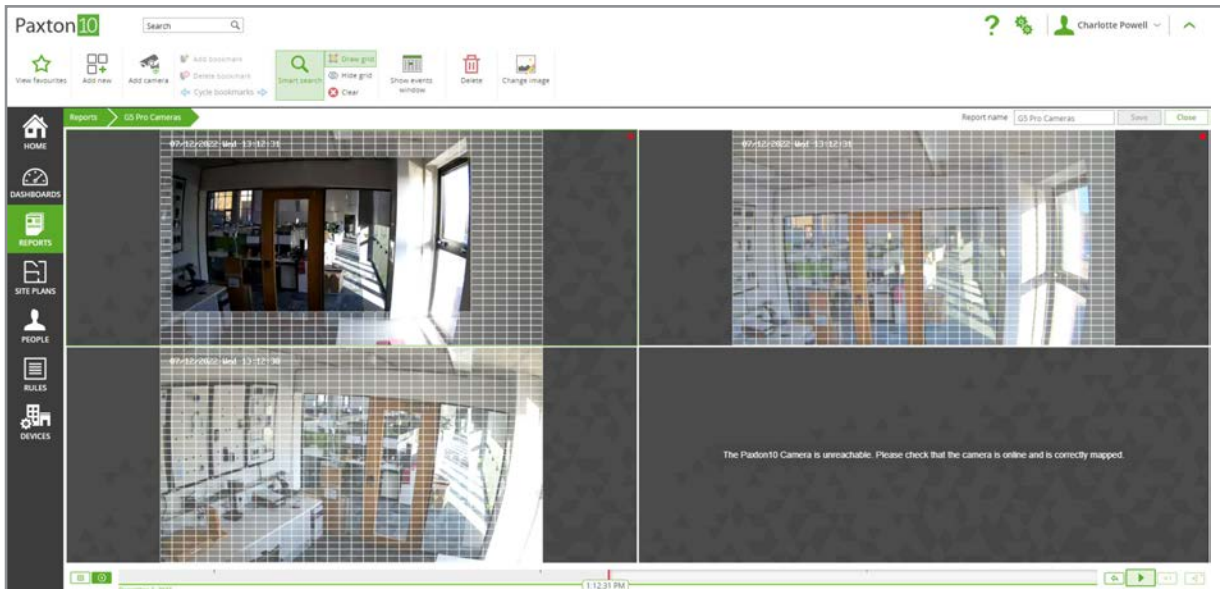 Paxton 10
Search
Charlotte Powell
View favourites
Add new
Add camera
Add bookmark
Delete bookmark
Cycle bookmarks
Smart search
Draw grid
Hide grid
Clear
Show events
window
Delete
Change image
HOME
DASHBOARDS
REPORTS
SITE PLANS
PEOPLE
RULES
DEVICES
Reports
G5 Pro Cameras
Report name
G5 Pro Cameras
Save
Close
07/12/2022 Wed 13:12:31
07/12/2022 Wed 13:12:31
07/12/2022 Wed 13:12:30
The Paxton10 Camera is unreachable. Please check that the camera is online and is correctly mapped.
1:12:31 PM